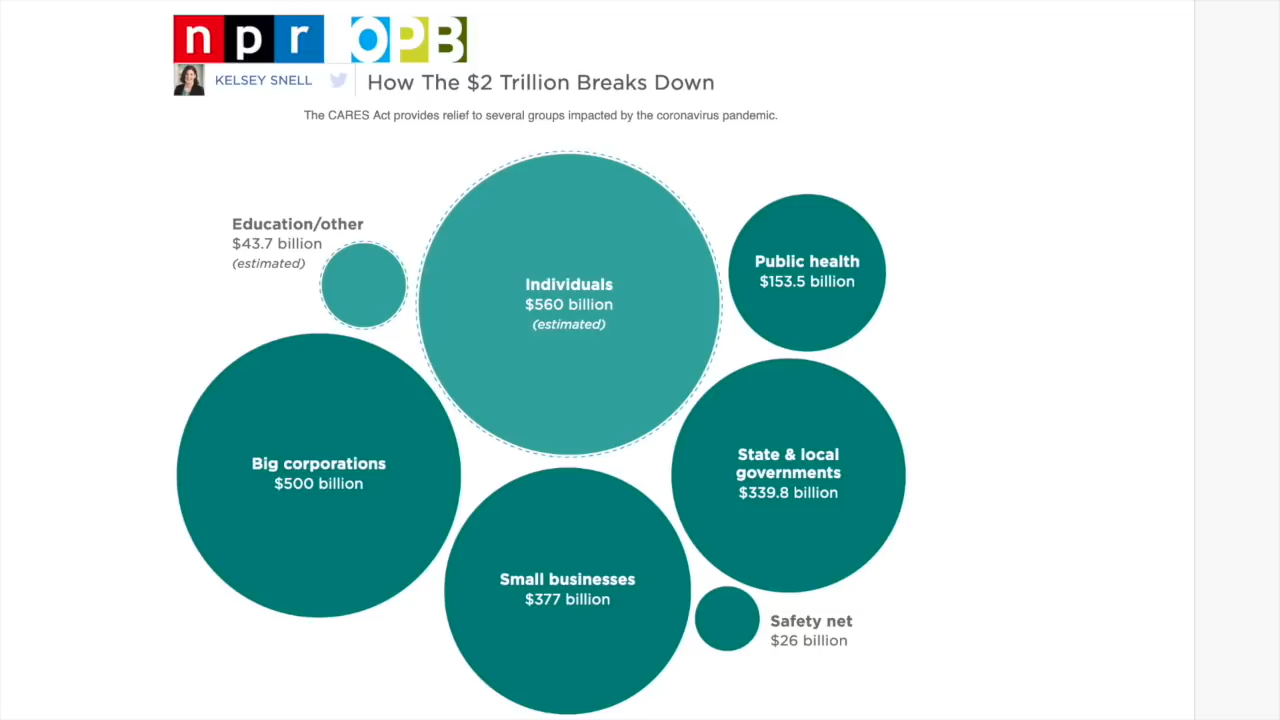 npr OPB
KELSEY SNELL
How The $2 Trillion Breaks Down
The CARES Act provides relief to several groups impacted by the coronavirus pandemic.
Education/other
$43.7 billion
(estimated)
Individuals
$560 billion
(estimated)
Public health
$153.5 billion
Big corporations
$500 billion
State & local
governments
$339.8 billion
Small businesses
$377 billion
Safety net
$26 billion